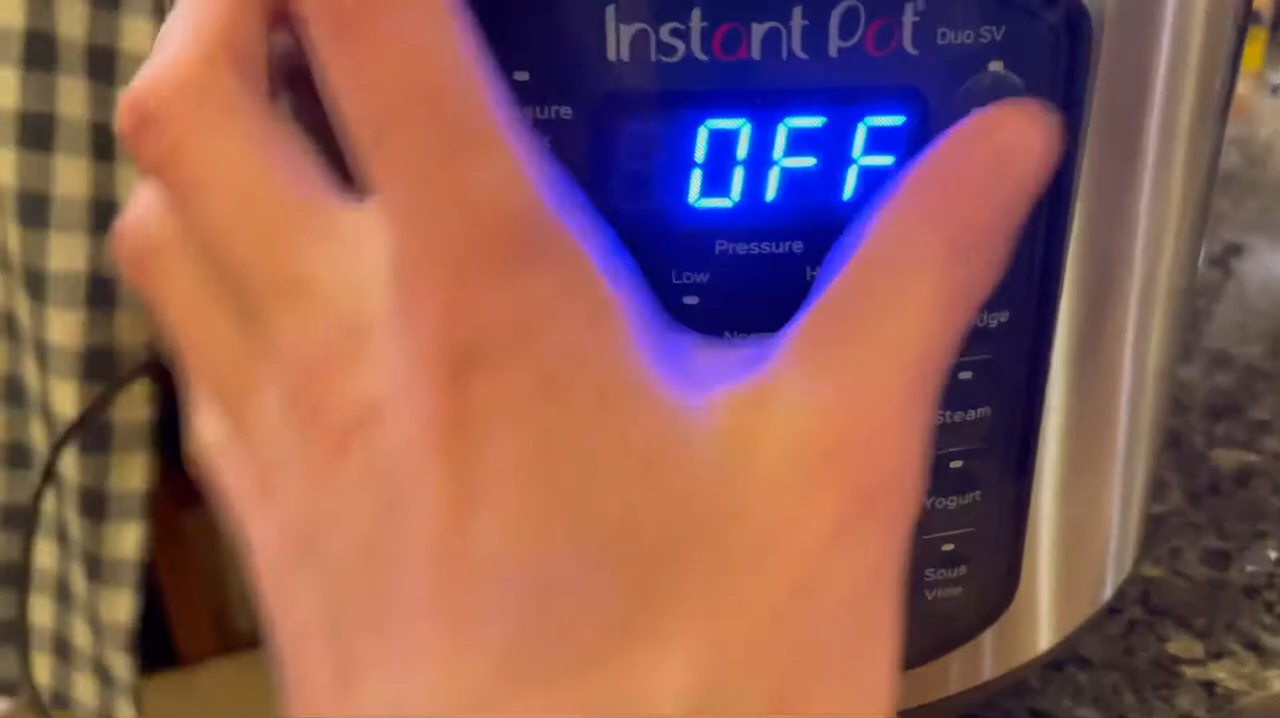 Instant Pot
Duo SV
OFF
Pressure
Low
Steam
Yogurt
Sous
Vide